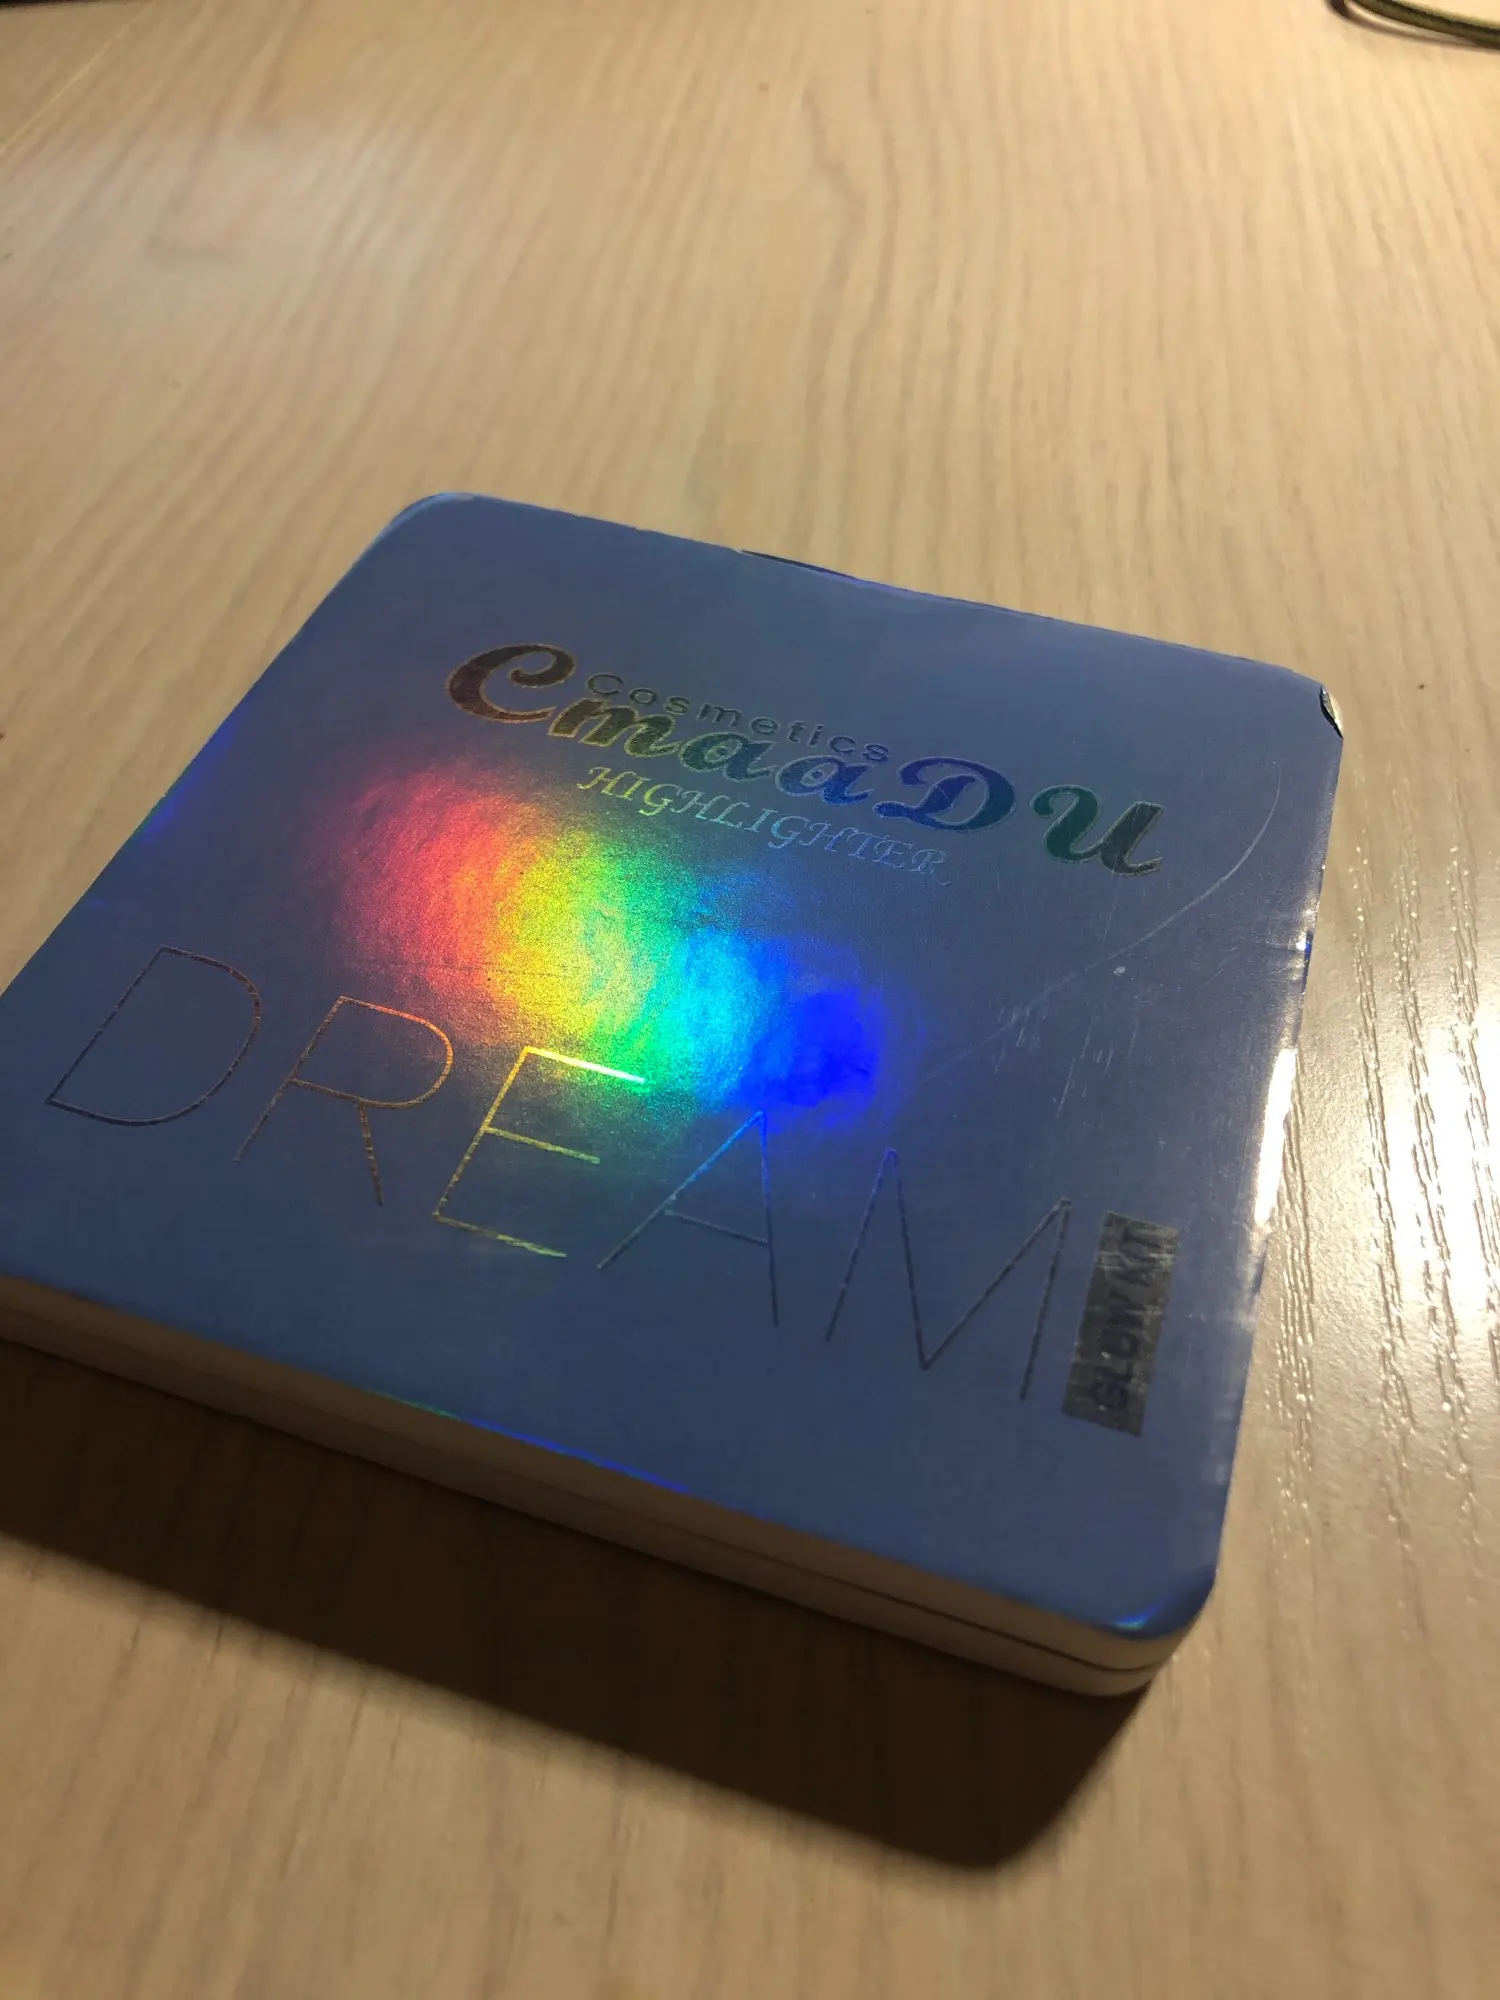 Cosmetics
CmaaDU
HIGHLIGHTER
DREAM
GLOW KIT